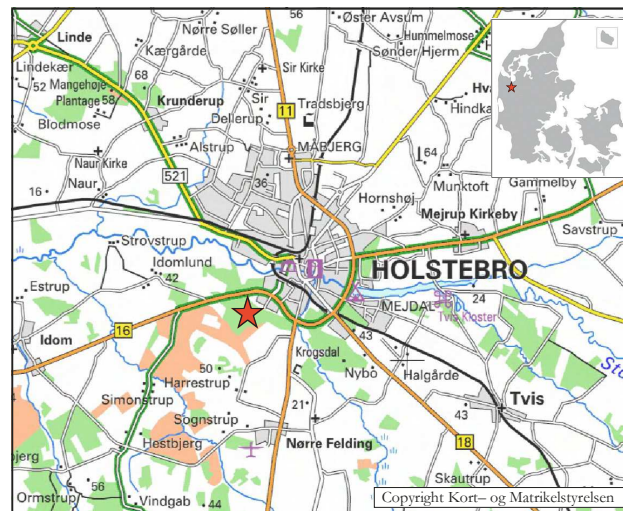 Linde
Lindekær
52
Mangehøje
Plantage
58
68
Kærgårde
Nørre Søller
56
Øster Avsum
Hummelmose
Sønder Hjerm
Krunderup
Sir
Sir Kirke
Tradsbjerg
11
Hva
Hindka
Blodmose
Dellerup
Alstrup
MÅBJERG
64
Naur Kirke
Naur
521
36
Munktoft
Gammelby
16
Hornshøj
Mejrup Kirkeby
Savstrup
Strovstrup
Idomlund
42
HOLSTEBRO
Estrup
MEJDAL
24
Tvis Kloster
16
Idom
43
Krogsdal
50
Nybo
Halgårde
Harrestrup
Simonstrup
Tvis
Sognstrup
21
43
Hestbjerg
Nørre Felding
18
bjerg
Skautrup
56
Ormstrup
Vindgab
44
Copyright Kort– og Matrikelstyrelsen